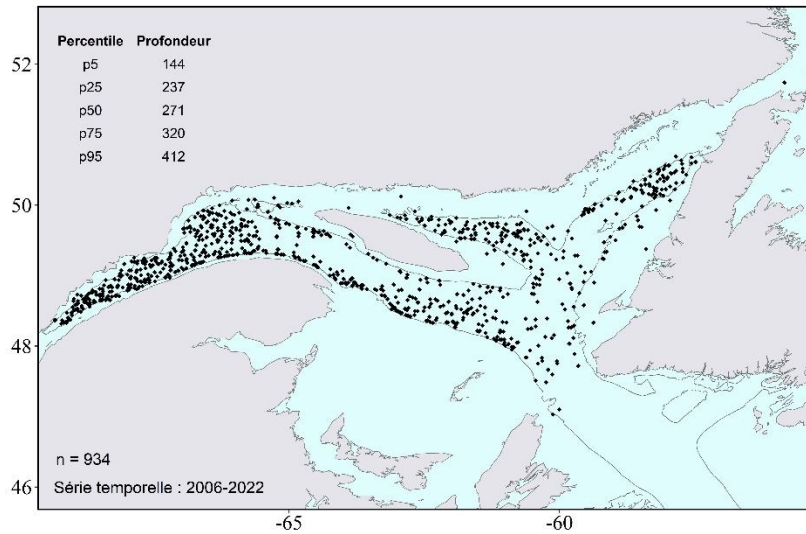 Percentile Profondeur
p5 144
p25 237
p50 271
p75 320
p95 412
52
50
48
46
n = 934
Série temporelle : 2006-2022
-65 -60